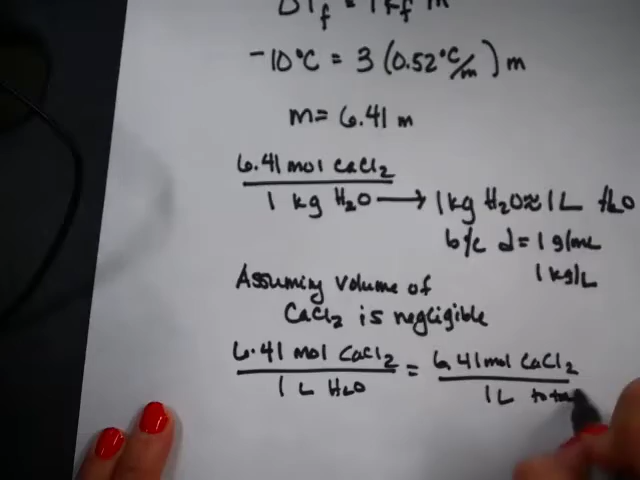 ΔTf = i Kf m
-10°C = 3 (0.52°C/m) m
m = 6.41 m
6.41 mol CaCl2
1 kg H2O → 1 kg H2O ≈ 1 L H2O
b/c d = 1 g/mL
1 kg/L
Assuming volume of
CaCl2 is negligible
6.41 mol CaCl2 = 6.41 mol CaCl2
1 L H2O 1 L